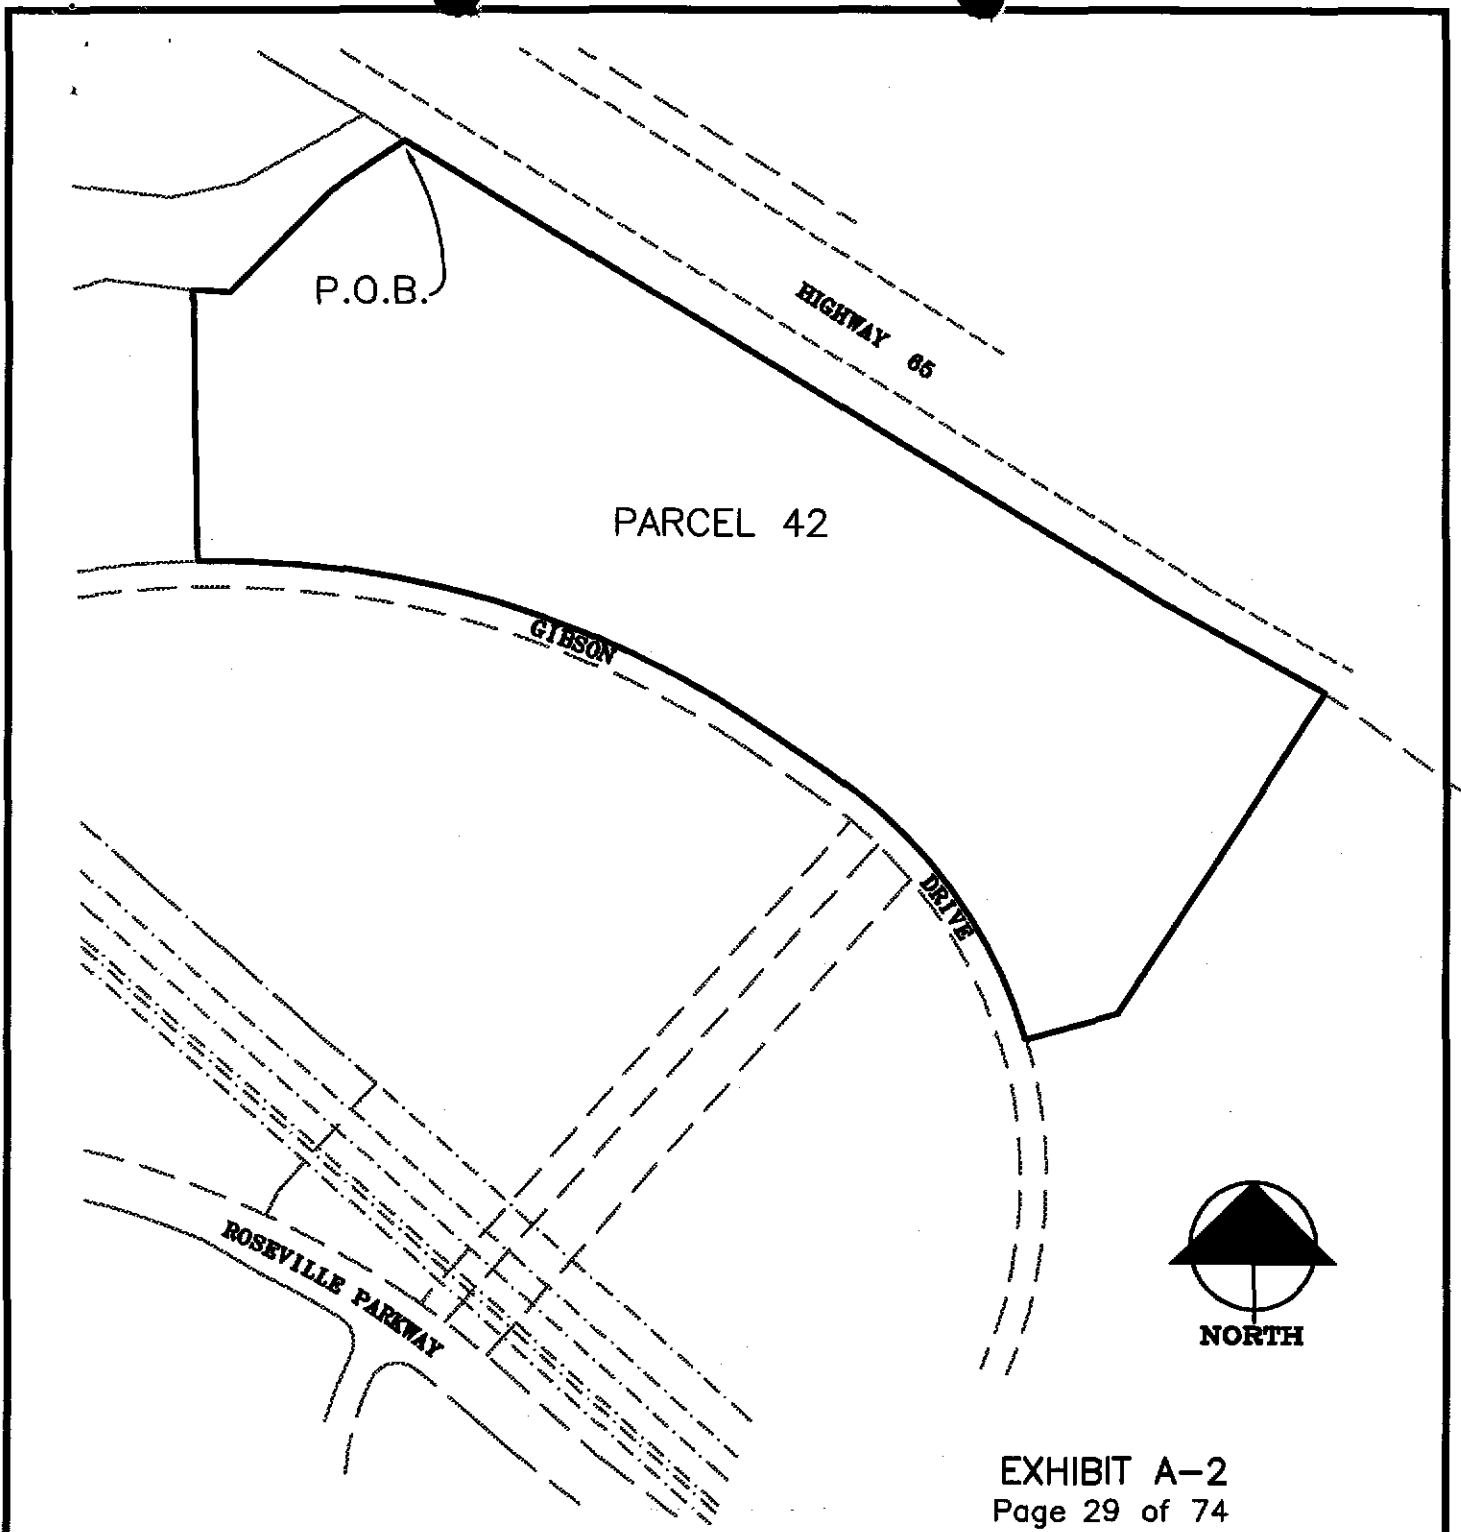 P.O.B.
HIGHWAY 65
PARCEL 42
GIBSON
DRIVE
ROSEVILLE PARKWAY
NORTH
EXHIBIT A-2
Page 29 of 74